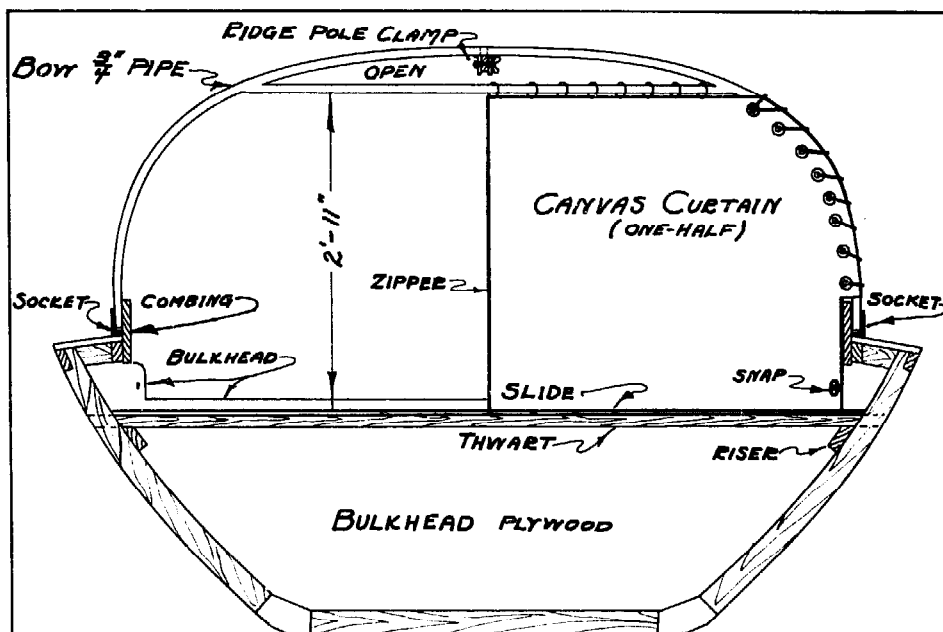 RIDGE POLE CLAMP
BOW 3/4" PIPE
OPEN
2'-11"
CANVAS CURTAIN
(ONE-HALF)
ZIPPER
SOCKET
COMBING
SOCKET
BULKHEAD
SNAP
SLIDE
THWART
RISER
BULKHEAD PLYWOOD